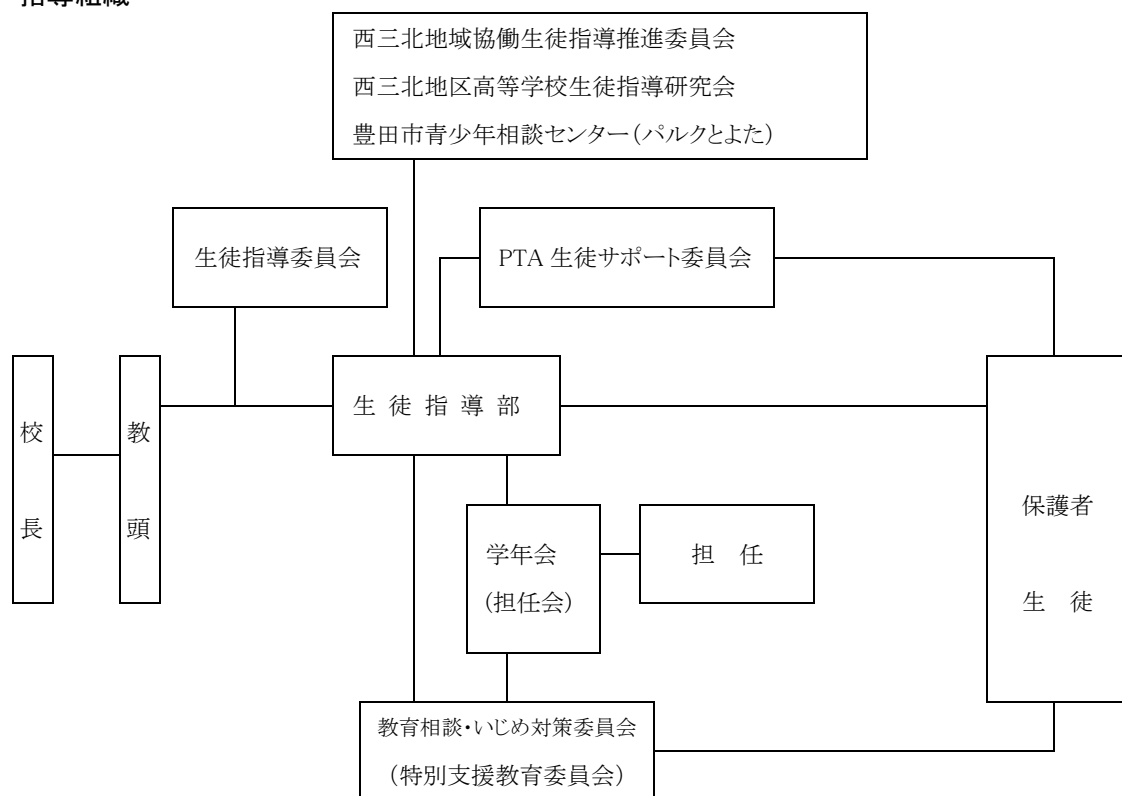 指導組織
西三北地域協働生徒指導推進委員会
西三北地区高等学校生徒指導研究会
豊田市青少年相談センター（パルクとよた）
生徒指導委員会
PTA 生徒サポート委員会
校長
教頭
生 徒 指 導 部
保護者
生　徒
学年会
(担任会)
担　任
教育相談・いじめ対策委員会
（特別支援教育委員会）